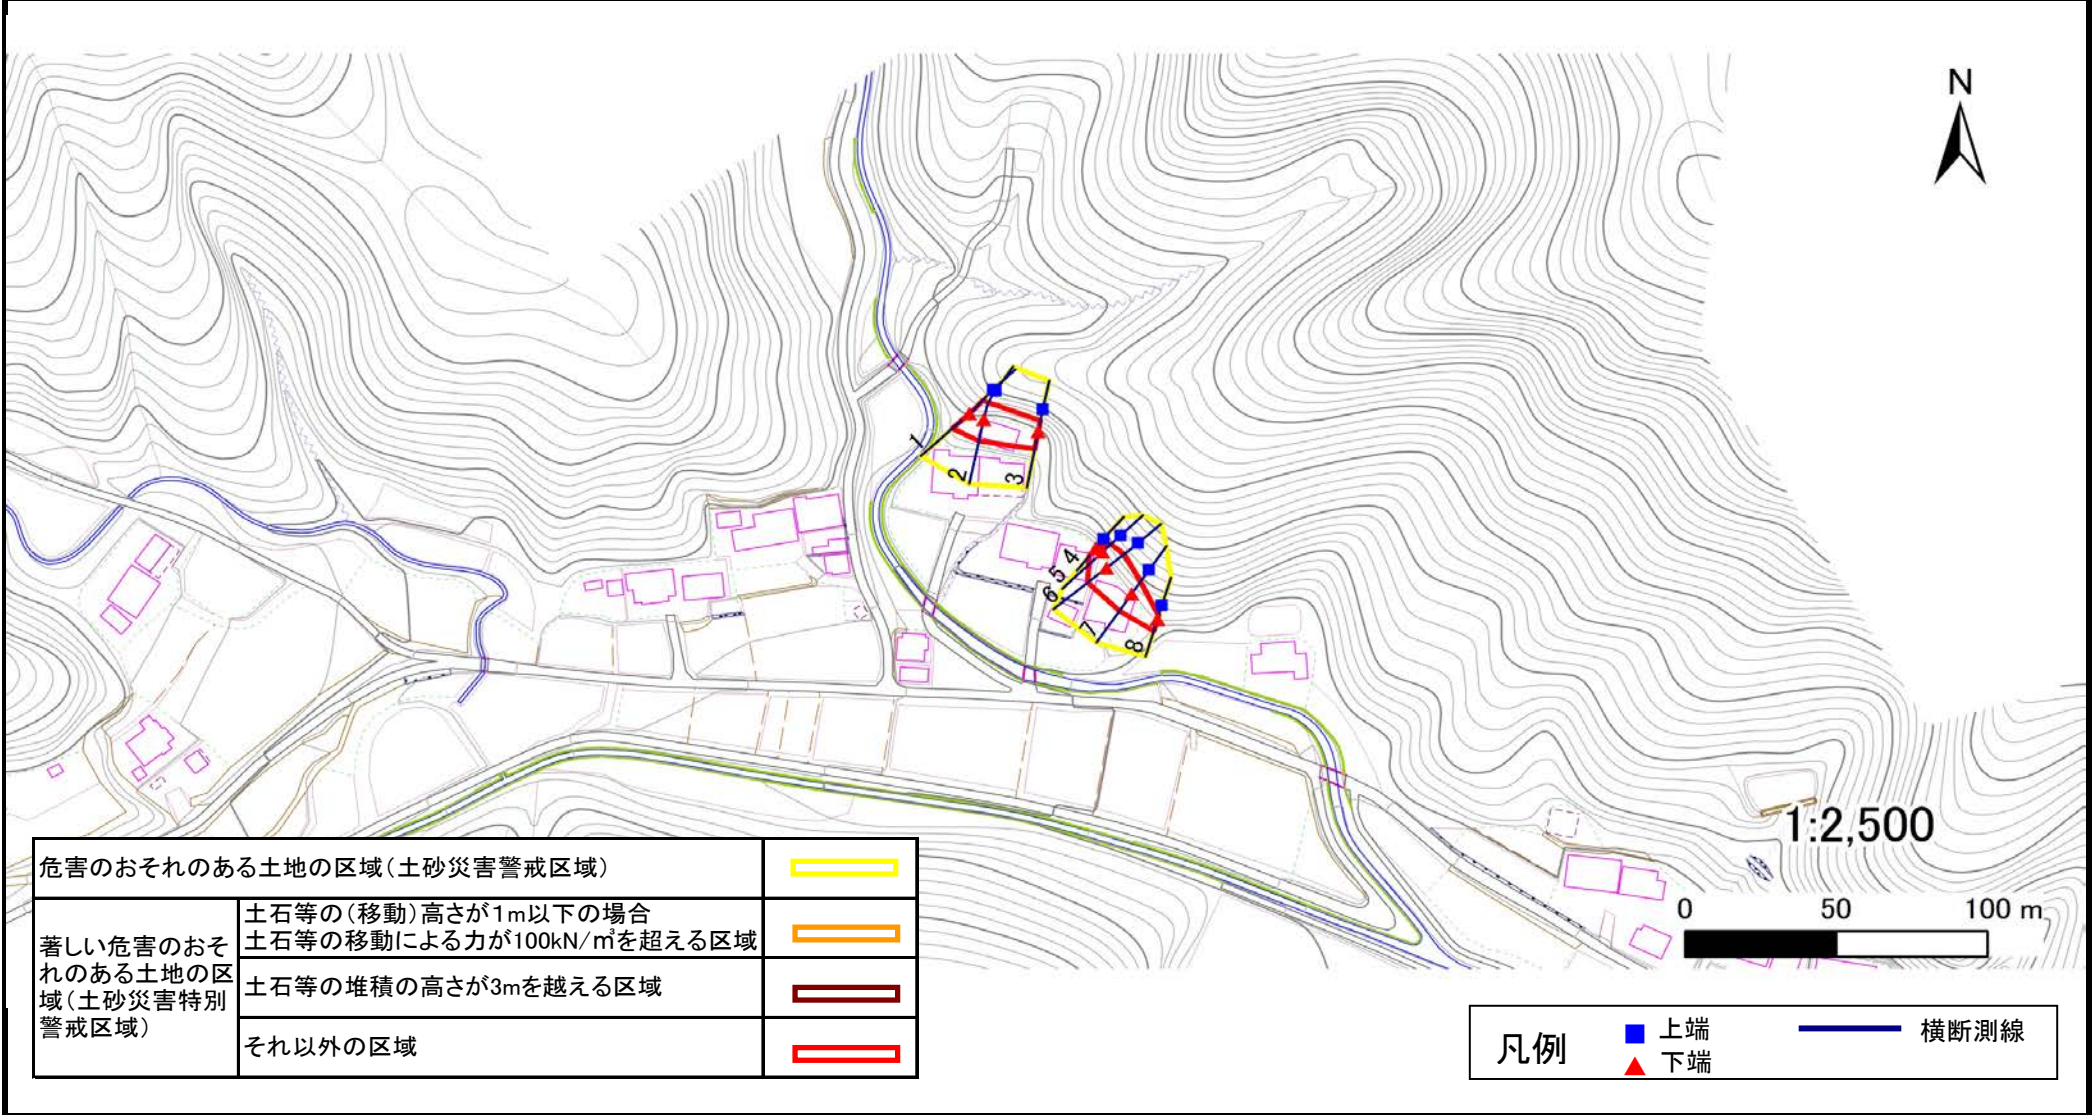 N
1
2
3
4
5
6
7
8
1:2,500
0 50 100 m
危害のおそれのある土地の区域(土砂災害警戒区域)
著しい危害のおそ
れのある土地の区
域(土砂災害特別
警戒区域)
土石等の(移動)高さが1m以下の場合
土石等の移動による力が100kN/㎡を超える区域
土石等の堆積の高さが3mを越える区域
それ以外の区域
凡例
上端
下端
横断測線